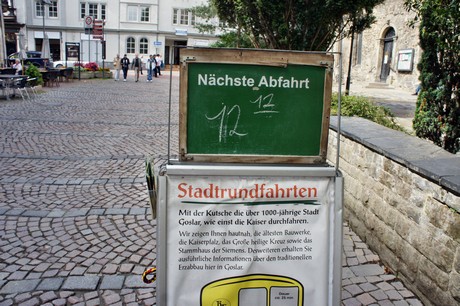 Nächste Abfahrt
12 12
Stadtrundfahrten
Mit der Kutsche die über 1000-jährige Stadt
Goslar, wie einst die Kaiser durchfahren.
Wir zeigen Ihnen hautnah, die ältesten Bauwerke,
die Kaiserpfalz, das Große heilige Kreuz sowie das
Stammhaus der Siemens. Desweiteren erhalten Sie
ausführliche Informationen über den traditionellen
Erzabbau hier in Goslar